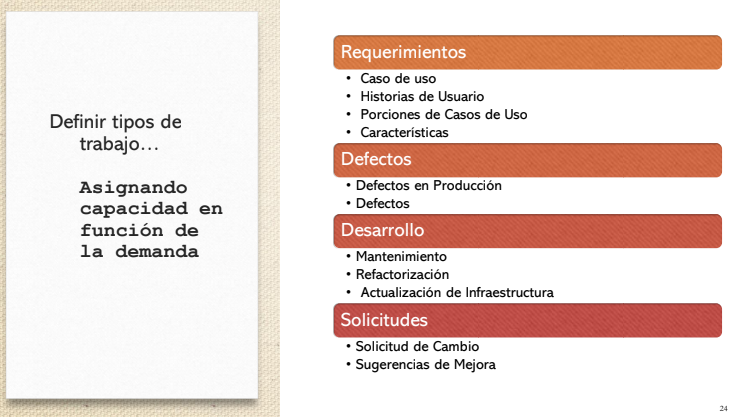 Definir tipos de
trabajo…
Asignando
capacidad en
función de
la demanda
Requerimientos
• Caso de uso
• Historias de Usuario
• Porciones de Casos de Uso
• Características
Defectos
• Defectos en Producción
• Defectos
Desarrollo
• Mantenimiento
• Refactorización
• Actualización de Infraestructura
Solicitudes
• Solicitud de Cambio
• Sugerencias de Mejora
24